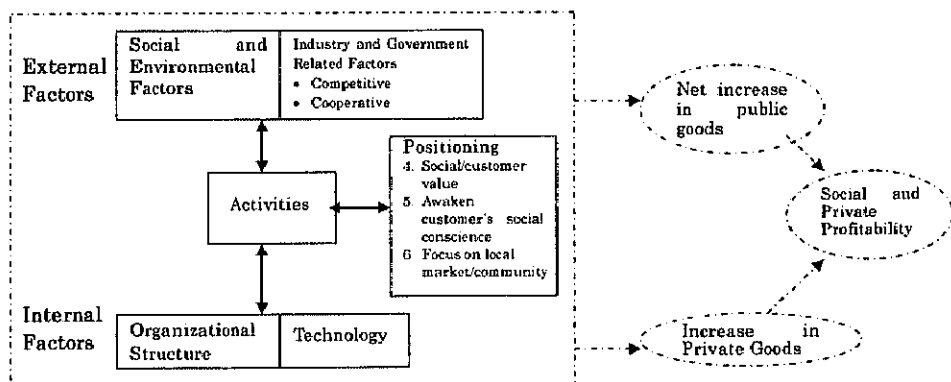 External
Factors
Social and
Environmental
Factors
Industry and Government
Related Factors
• Competitive
• Cooperative
Net increase
in public
goods
Positioning
4. Social/customer
value
5. Awaken
customer's social
conscience
6 Focus on local
market/community
Activities
Social and
Private
Profitability
Internal
Factors
Organizational
Structure
Technology
Increase in
Private Goods